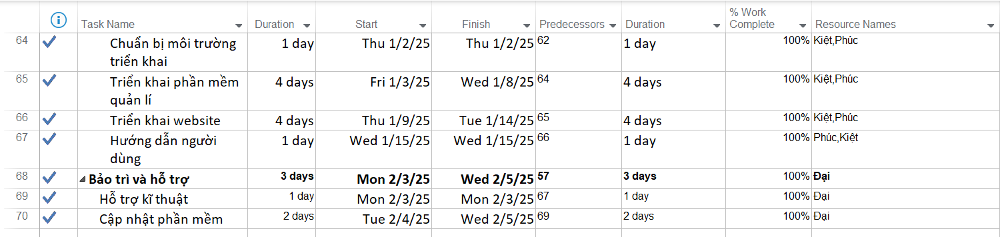 Task Name Duration Start Finish Predecessors Duration % Work Complete Resource Names
64 Chuẩn bị môi trường triển khai 1 day Thu 1/2/25 Thu 1/2/25 62 1 day 100% Kiệt,Phúc
65 Triển khai phần mềm quản lí 4 days Fri 1/3/25 Wed 1/8/25 64 4 days 100% Kiệt,Phúc
66 Triển khai website 4 days Thu 1/9/25 Tue 1/14/25 65 4 days 100% Kiệt,Phúc
67 Hướng dẫn người dùng 1 day Wed 1/15/25 Wed 1/15/25 66 1 day 100% Phúc,Kiệt
68 Bảo trì và hỗ trợ 3 days Mon 2/3/25 Wed 2/5/25 57 3 days 100% Đại
69 Hỗ trợ kĩ thuật 1 day Mon 2/3/25 Mon 2/3/25 67 1 day 100% Đại
70 Cập nhật phần mềm 2 days Tue 2/4/25 Wed 2/5/25 69 2 days 100% Đại